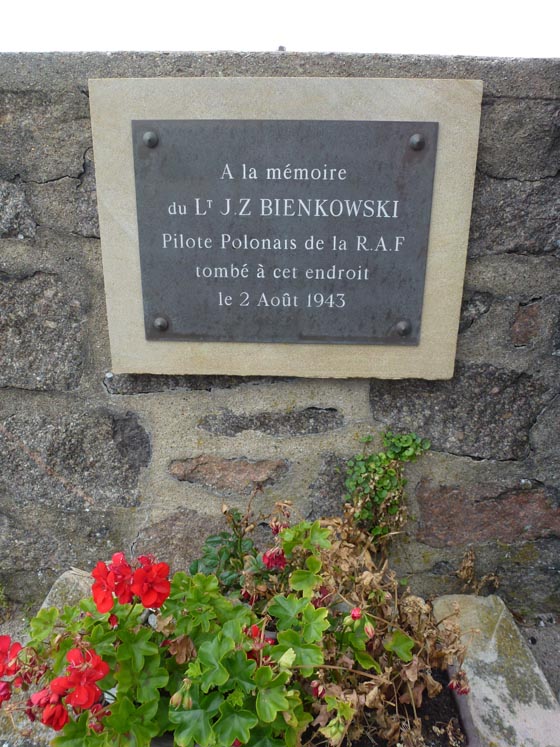 A la mémoire
du Lᵀ J.Z BIENKOWSKI
Pilote Polonais de la R.A.F
tombé à cet endroit
le 2 Août 1943